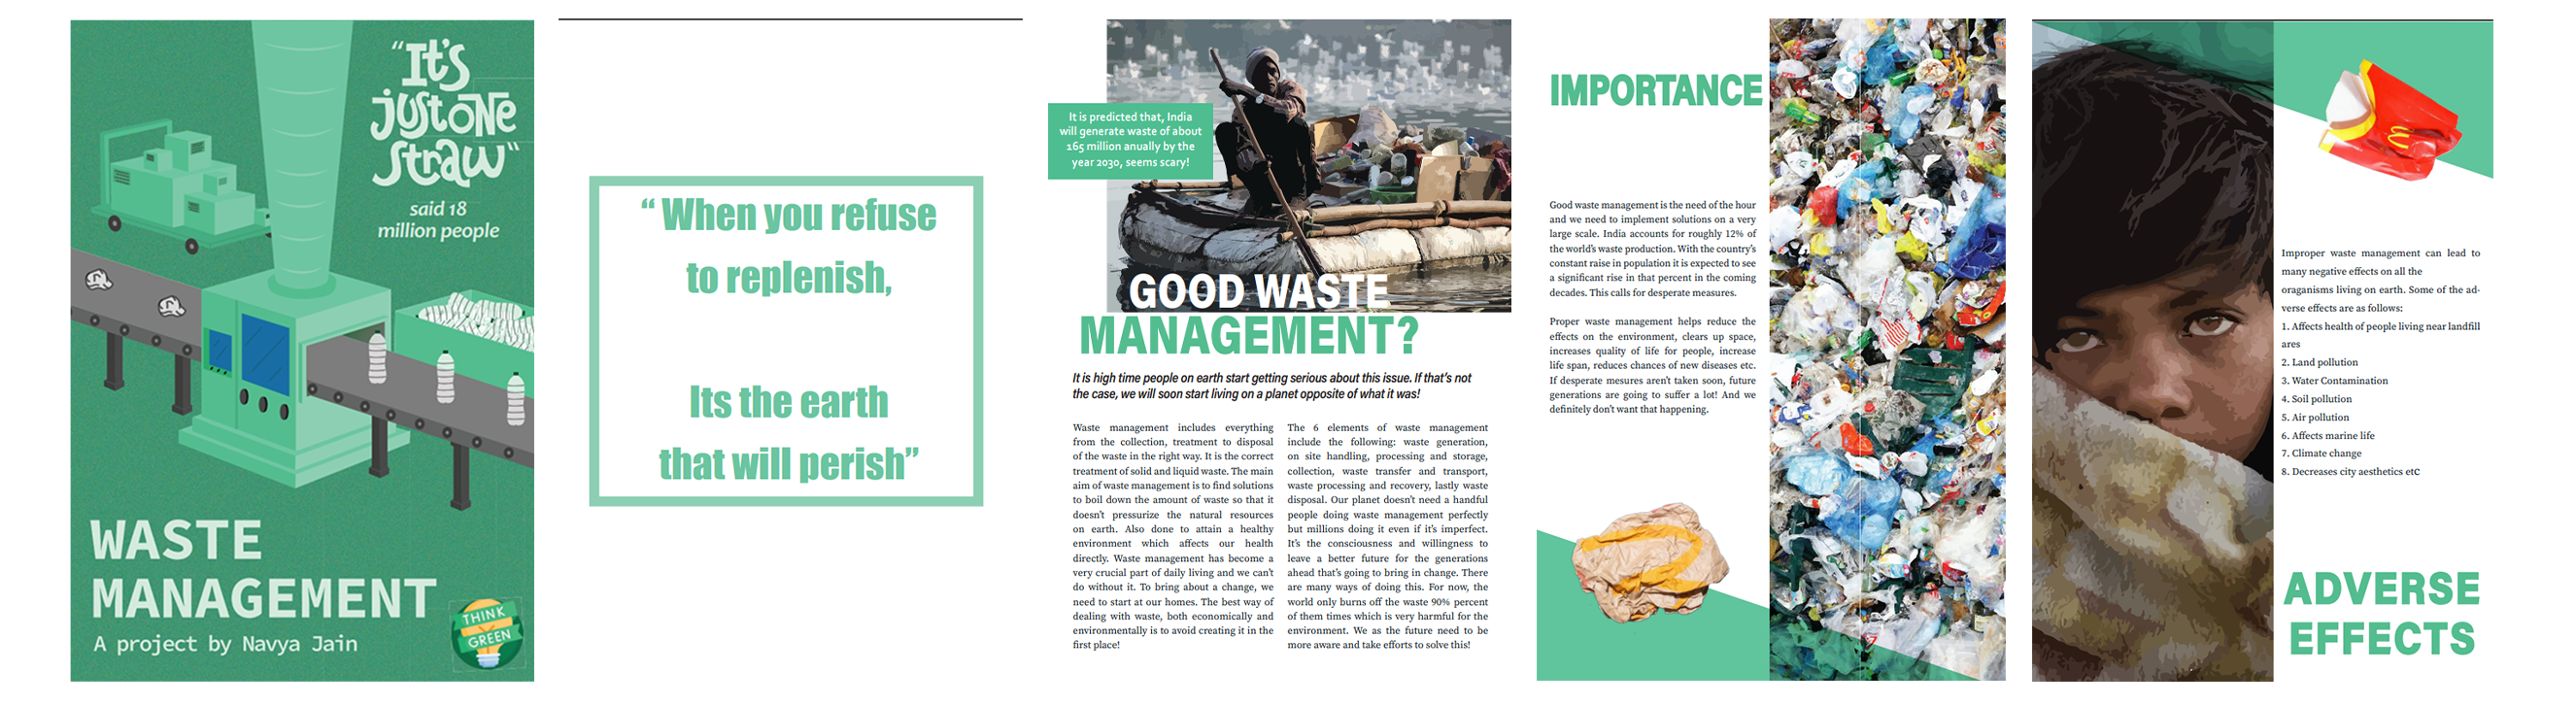 “It's
just one
straw“
said 18
million people
WASTE
MANAGEMENT
A project by Navya Jain
THINK
GREEN
“ When you refuse
to replenish,
Its the earth
that will perish”
It is predicted that, India
will generate waste of about
165 million anually by the
year 2030, seems scary!
GOOD WASTE
MANAGEMENT?
It is high time people on earth start getting serious about this issue. If that's not
the case, we will soon start living on a planet opposite of what it was!
Waste management includes everything
from the collection, treatment to disposal
of the waste in the right way. It is the correct
treatment of solid and liquid waste. The main
aim of waste management is to find solutions
to boil down the amount of waste so that it
doesn't pressurize the natural resources
on earth. Also done to attain a healthy
environment which affects our health
directly. Waste management has become a
very crucial part of daily living and we can't
do without it. To bring about a change, we
need to start at our homes. The best way of
dealing with waste, both economically and
environmentally is to avoid creating it in the
first place!
The 6 elements of waste management
include the following: waste generation,
on site handling, processing and storage,
collection, waste transfer and transport,
waste processing and recovery, lastly waste
disposal. Our planet doesn't need a handful
people doing waste management perfectly
but millions doing it even if it's imperfect.
It's the consciousness and willingness to
leave a better future for the generations
ahead that's going to bring in change. There
are many ways of doing this. For now, the
world only burns off the waste 90% percent
of them times which is very harmful for the
environment. We as the future need to be
more aware and take efforts to solve this!
IMPORTANCE
Good waste management is the need of the hour
and we need to implement solutions on a very
large scale. India accounts for roughly 12% of
the world's waste production. With the country's
constant raise in population it is expected to see
a significant rise in that percent in the coming
decades. This calls for desperate measures.
Proper waste management helps reduce the
effects on the environment, clears up space,
increases quality of life for people, increase
life span, reduces chances of new diseases etc.
If desperate mesures aren't taken soon, future
generations are going to suffer a lot! And we
definitely don't want that happening.
Improper waste management can lead to
many negative effects on all the
oraganisms living on earth. Some of the ad-
verse effects are as follows:
1. Affects health of people living near landfill
ares
2. Land pollution
3. Water Contamination
4. Soil pollution
5. Air pollution
6. Affects marine life
7. Climate change
8. Decreases city aesthetics etc
ADVERSE
EFFECTS